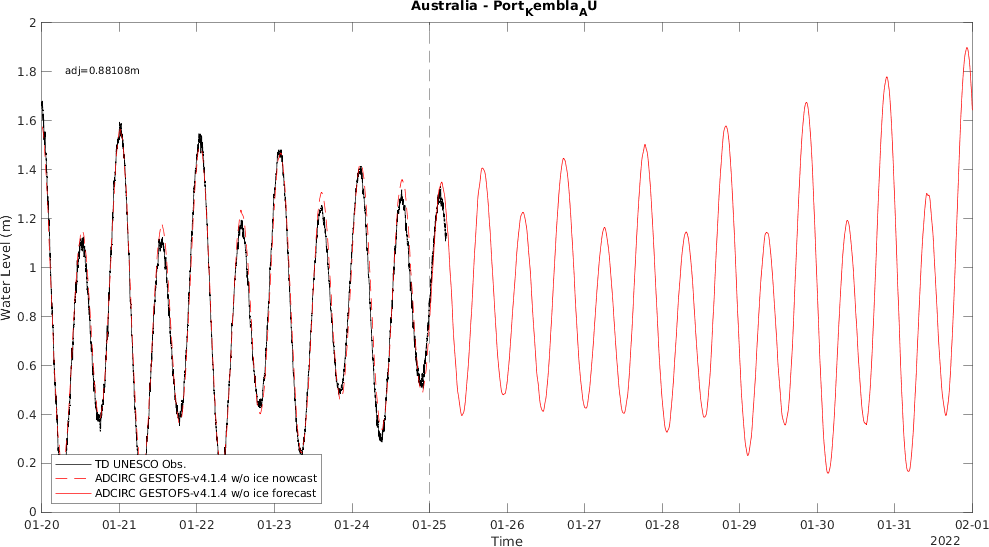 Australia - Port_Kembla_AU
2
1.8
1.6
1.4
1.2
1
0.8
0.6
0.4
0.2
0
Water Level (m)
adj=0.88108m
TD UNESCO Obs.
ADCIRC GESTOFS-v4.1.4 w/o ice nowcast
ADCIRC GESTOFS-v4.1.4 w/o ice forecast
01-20 01-21 01-22 01-23 01-24 01-25 01-26 01-27 01-28 01-29 01-30 01-31 02-01
Time
2022